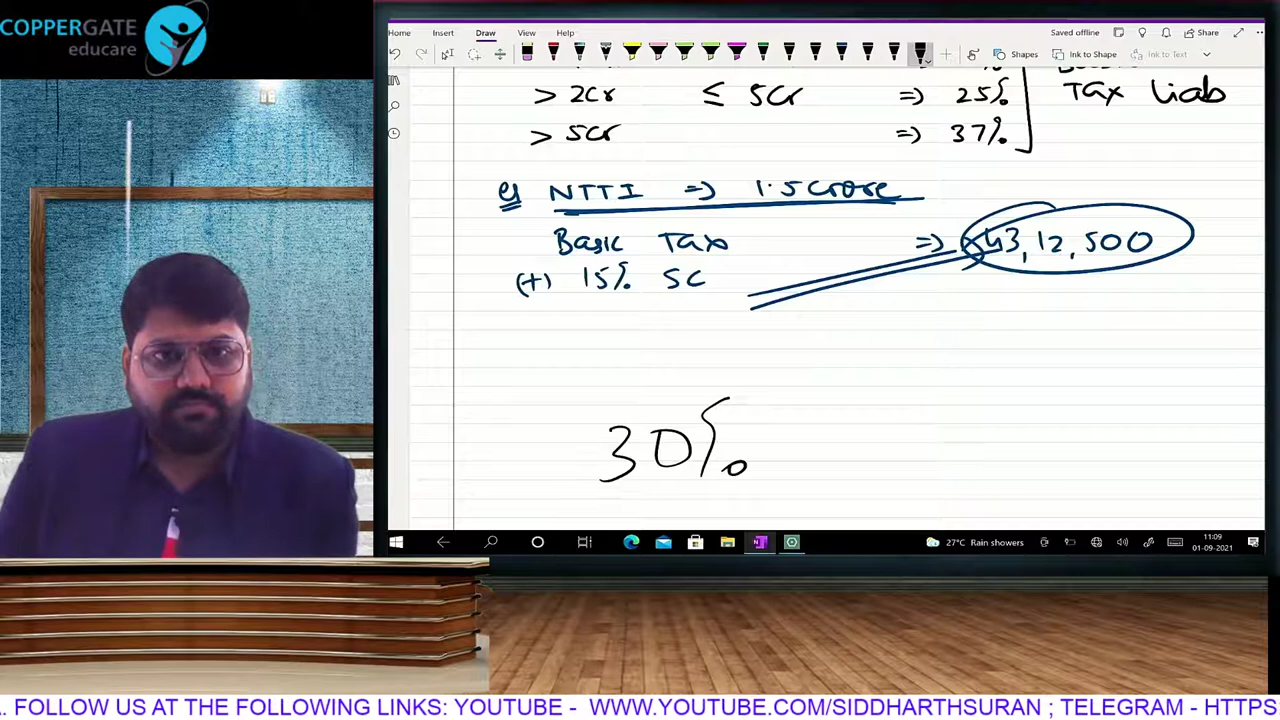 COPPERGATE
educare
Home Insert Draw View Help
Saved offline
Share
Shapes
Ink to Shape
Ink to Text
> 2Cr ≤ 5Cr => 25%
Tax Liab
> 5Cr => 37%
eg NTTI => 1.5 crore
Basic Tax => 43,12,500
(+) 15% SC
30%
27°C Rain showers
11:09
01-09-2021
. FOLLOW US AT THE FOLLOWING LINKS: YOUTUBE - WWW.YOUTUBE.COM/SIDDHARTHSURAN ; TELEGRAM - HTTPS